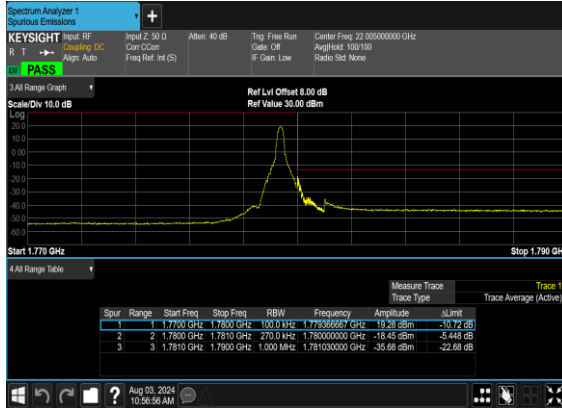 Spectrum Analyzer 1
Spurious Emissions
+
KEYSIGHT Input: RF Input Z: 50 Ω Atten: 40 dB Trig: Free Run Center Freq: 22.005000000 GHz
R T Coupling: DC Corr CCorr Gate: Off Avg|Hold: 100/100
Align: Auto Freq Ref: Int (S) IF Gain: Low Radio Std: None
PASS
3 All Range Graph
Ref Lvl Offset 8.00 dB
Scale/Div 10.0 dB Ref Value 30.00 dBm
Log
20.0
10.0
0.00
-10.0
-20.0
-30.0
-40.0
-50.0
-60.0
Start 1.770 GHz Stop 1.790 GH
4 All Range Table
Measure Trace Trace 1
Trace Type Trace Average (Active)
Spur Range Start Freq Stop Freq RBW Frequency Amplitude ΔLimit
1 1 1.7700 GHz 1.7800 GHz 100.0 kHz 1.779366667 GHz 19.28 dBm -10.72 dB
2 2 1.7800 GHz 1.7810 GHz 270.0 kHz 1.780000000 GHz -18.45 dBm -5.448 dB
3 3 1.7810 GHz 1.7900 GHz 1.000 MHz 1.781030000 GHz -35.68 dBm -22.68 dB
?
Aug 03, 2024
10:56:56 AM